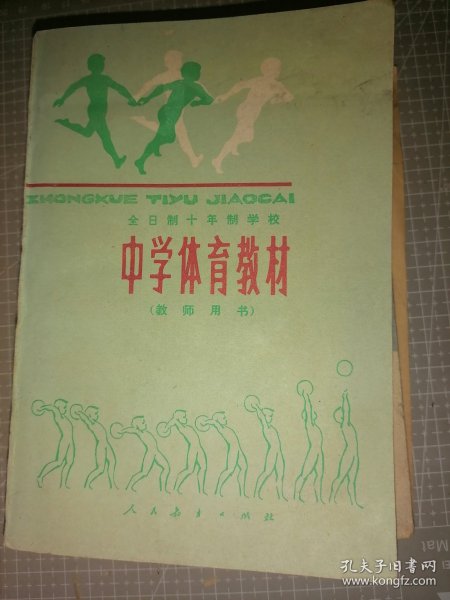 ZHONGXUE TIYU JIAOCAI
全日制十年制学校
中学体育教材
(教师用书)
人民教育出版社
Mat
孔夫子旧书网
www.kongfz.com